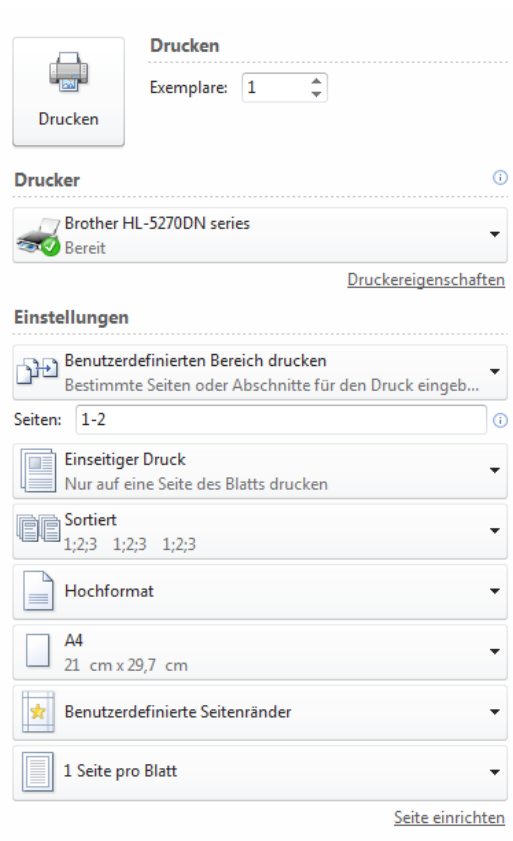 Drucken
Exemplare: 1
Drucken
Drucker
Brother HL-5270DN series
Bereit
Druckereigenschaften
Einstellungen
Benutzerdefinierten Bereich drucken
Bestimmte Seiten oder Abschnitte für den Druck eingeb...
Seiten: 1-2
Einseitiger Druck
Nur auf eine Seite des Blatts drucken
Sortiert
1;2;3 1;2;3 1;2;3
Hochformat
A4
21 cm x 29,7 cm
Benutzerdefinierte Seitenränder
1 Seite pro Blatt
Seite einrichten